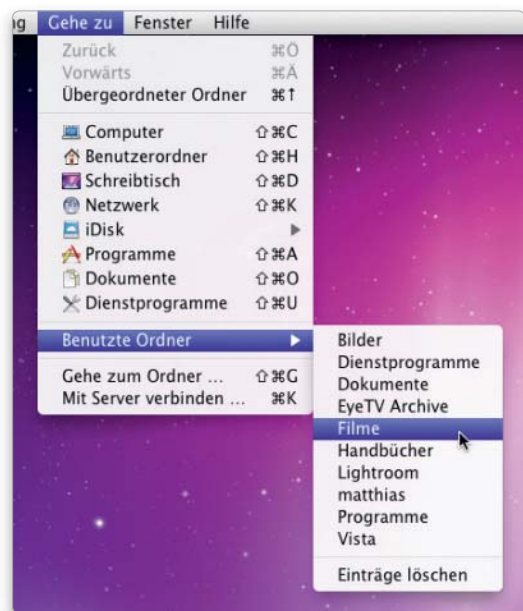 Gehe zu Fenster Hilfe
Zurück ⌘Ö
Vorwärts ⌘Ä
Übergeordneter Ordner ⌘↑
Computer ⇧⌘C
Benutzerordner ⇧⌘H
Schreibtisch ⇧⌘D
Netzwerk ⇧⌘K
iDisk
Programme ⇧⌘A
Dokumente ⇧⌘O
Dienstprogramme ⇧⌘U
Benutzte Ordner
Gehe zum Ordner ... ⇧⌘G
Mit Server verbinden ... ⌘K
Bilder
Dienstprogramme
Dokumente
EyeTV Archive
Filme
Handbücher
Lightroom
matthias
Programme
Vista
Einträge löschen